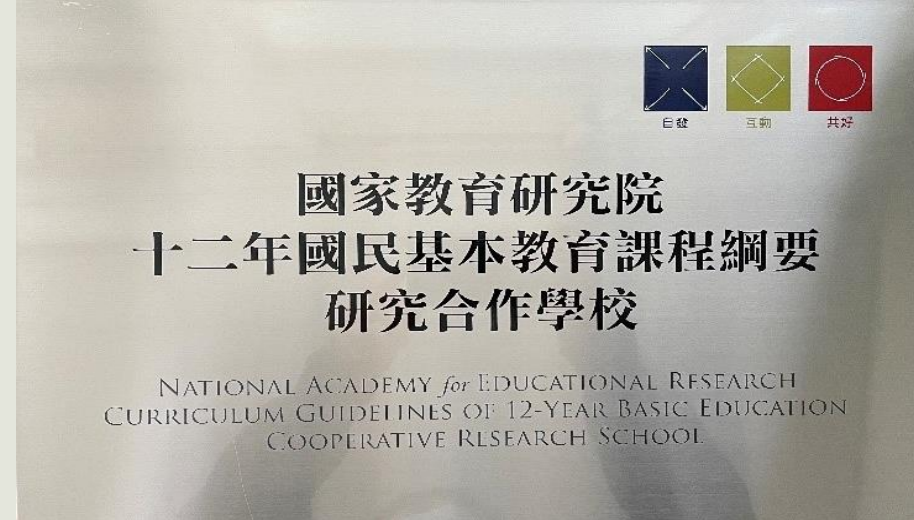 自發 互動 共好
國家教育研究院
十二年國民基本教育課程綱要
研究合作學校
NATIONAL ACADEMY for EDUCATIONAL RESEARCH
CURRICULUM GUIDELINES OF 12-YEAR BASIC EDUCATION
COOPERATIVE RESEARCH SCHOOL